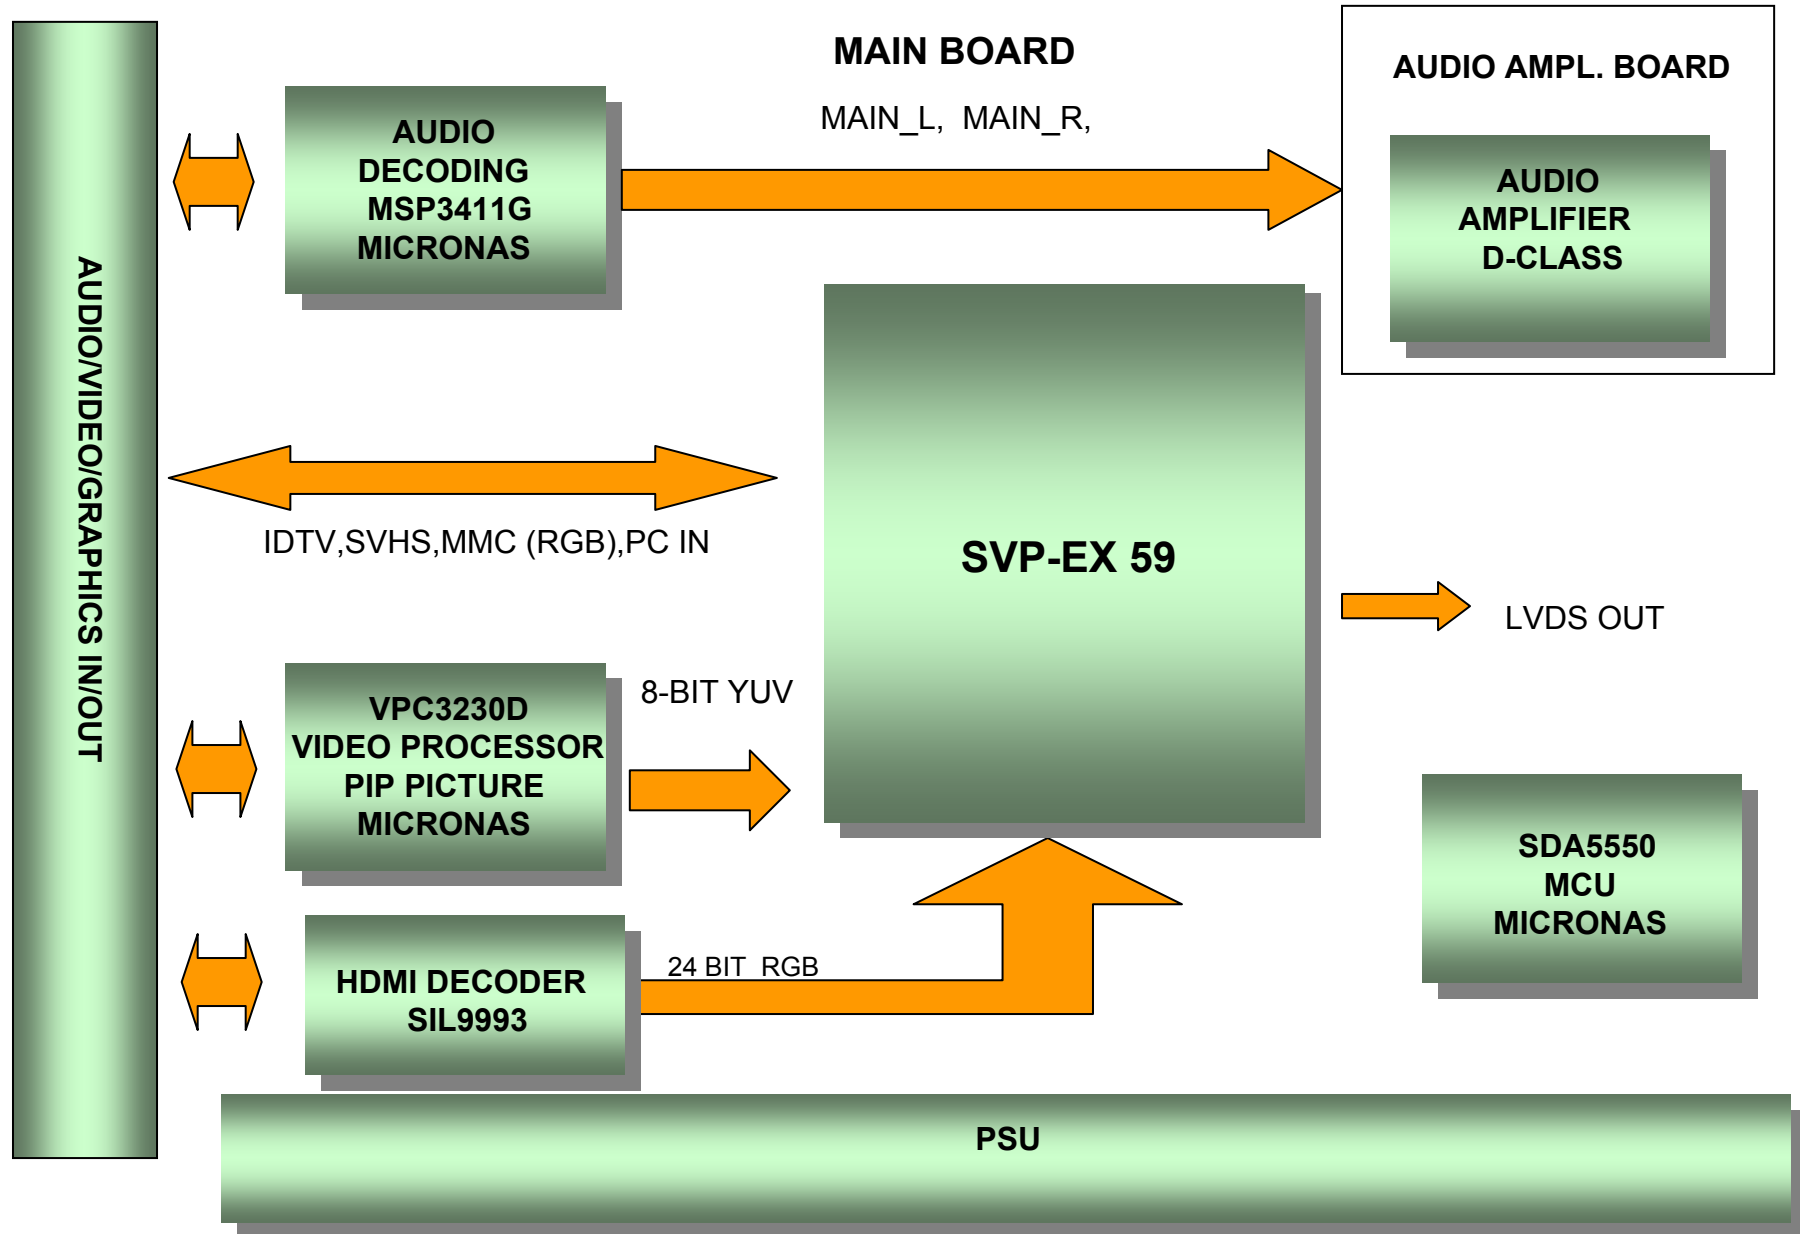 MAIN BOARD
AUDIO AMPL. BOARD
MAIN_L, MAIN_R,
AUDIO
DECODING
MSP3411G
MICRONAS
AUDIO
AMPLIFIER
D-CLASS
AUDIO/VIDEO/GRAPHICS IN/OUT
IDTV,SVHS,MMC (RGB),PC IN
SVP-EX 59
LVDS OUT
8-BIT YUV
VPC3230D
VIDEO PROCESSOR
PIP PICTURE
MICRONAS
SDA5550
MCU
MICRONAS
24 BIT RGB
HDMI DECODER
SIL9993
PSU